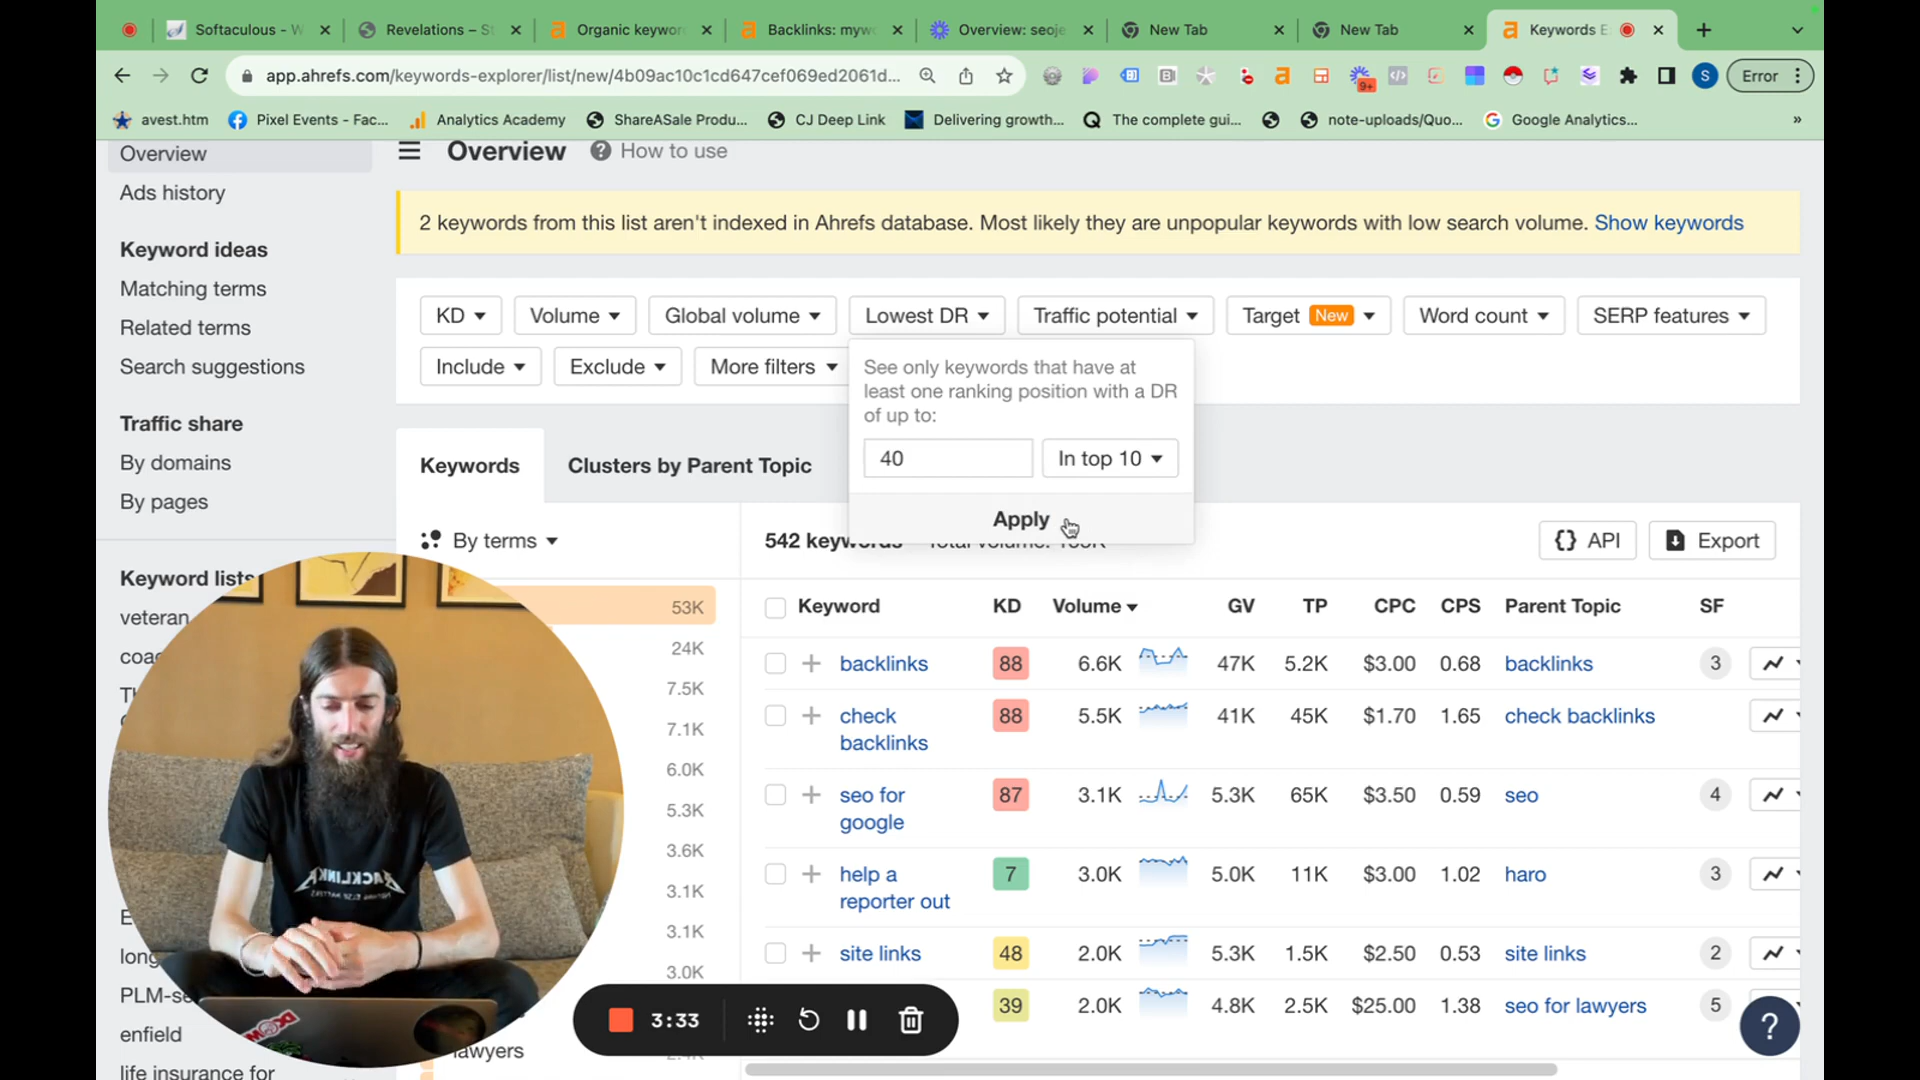 Softaculous - W
Revelations – St
Organic keywor
Backlinks: mywo
Overview: seoje
New Tab
New Tab
Keywords E
app.ahrefs.com/keywords-explorer/list/new/4b09ac10c1cd647cef069ed2061d...
9+
S
Error
avest.htm
Pixel Events - Fac...
Analytics Academy
ShareASale Produ...
CJ Deep Link
Delivering growth...
The complete gui...
note-uploads/Quo...
Google Analytics...
»
Overview
Ads history
Keyword ideas
Matching terms
Related terms
Search suggestions
Traffic share
By domains
By pages
Keyword lists
veteran
coac
Th
E
long
PLM-se
enfield
lawyers
life insurance for
Overview
How to use
2 keywords from this list aren't indexed in Ahrefs database. Most likely they are unpopular keywords with low search volume. Show keywords
KD
Volume
Global volume
Lowest DR
Traffic potential
Target New
Word count
SERP features
Include
Exclude
More filters
See only keywords that have at
least one ranking position with a DR
of up to:
40
In top 10
Apply
Keywords
Clusters by Parent Topic
By terms
542 keywords
API
Export
53K
24K
7.5K
7.1K
6.0K
5.3K
3.6K
3.1K
3.1K
3.0K
Keyword KD Volume GV TP CPC CPS Parent Topic SF
backlinks 88 6.6K 47K 5.2K $3.00 0.68 backlinks 3
check
backlinks 88 5.5K 41K 45K $1.70 1.65 check backlinks
seo for
google 87 3.1K 5.3K 65K $3.50 0.59 seo 4
help a
reporter out 7 3.0K 5.0K 11K $3.00 1.02 haro 3
site links 48 2.0K 5.3K 1.5K $2.50 0.53 site links 2
39 2.0K 4.8K 2.5K $25.00 1.38 seo for lawyers 5
3:33
?
BACKLINKA